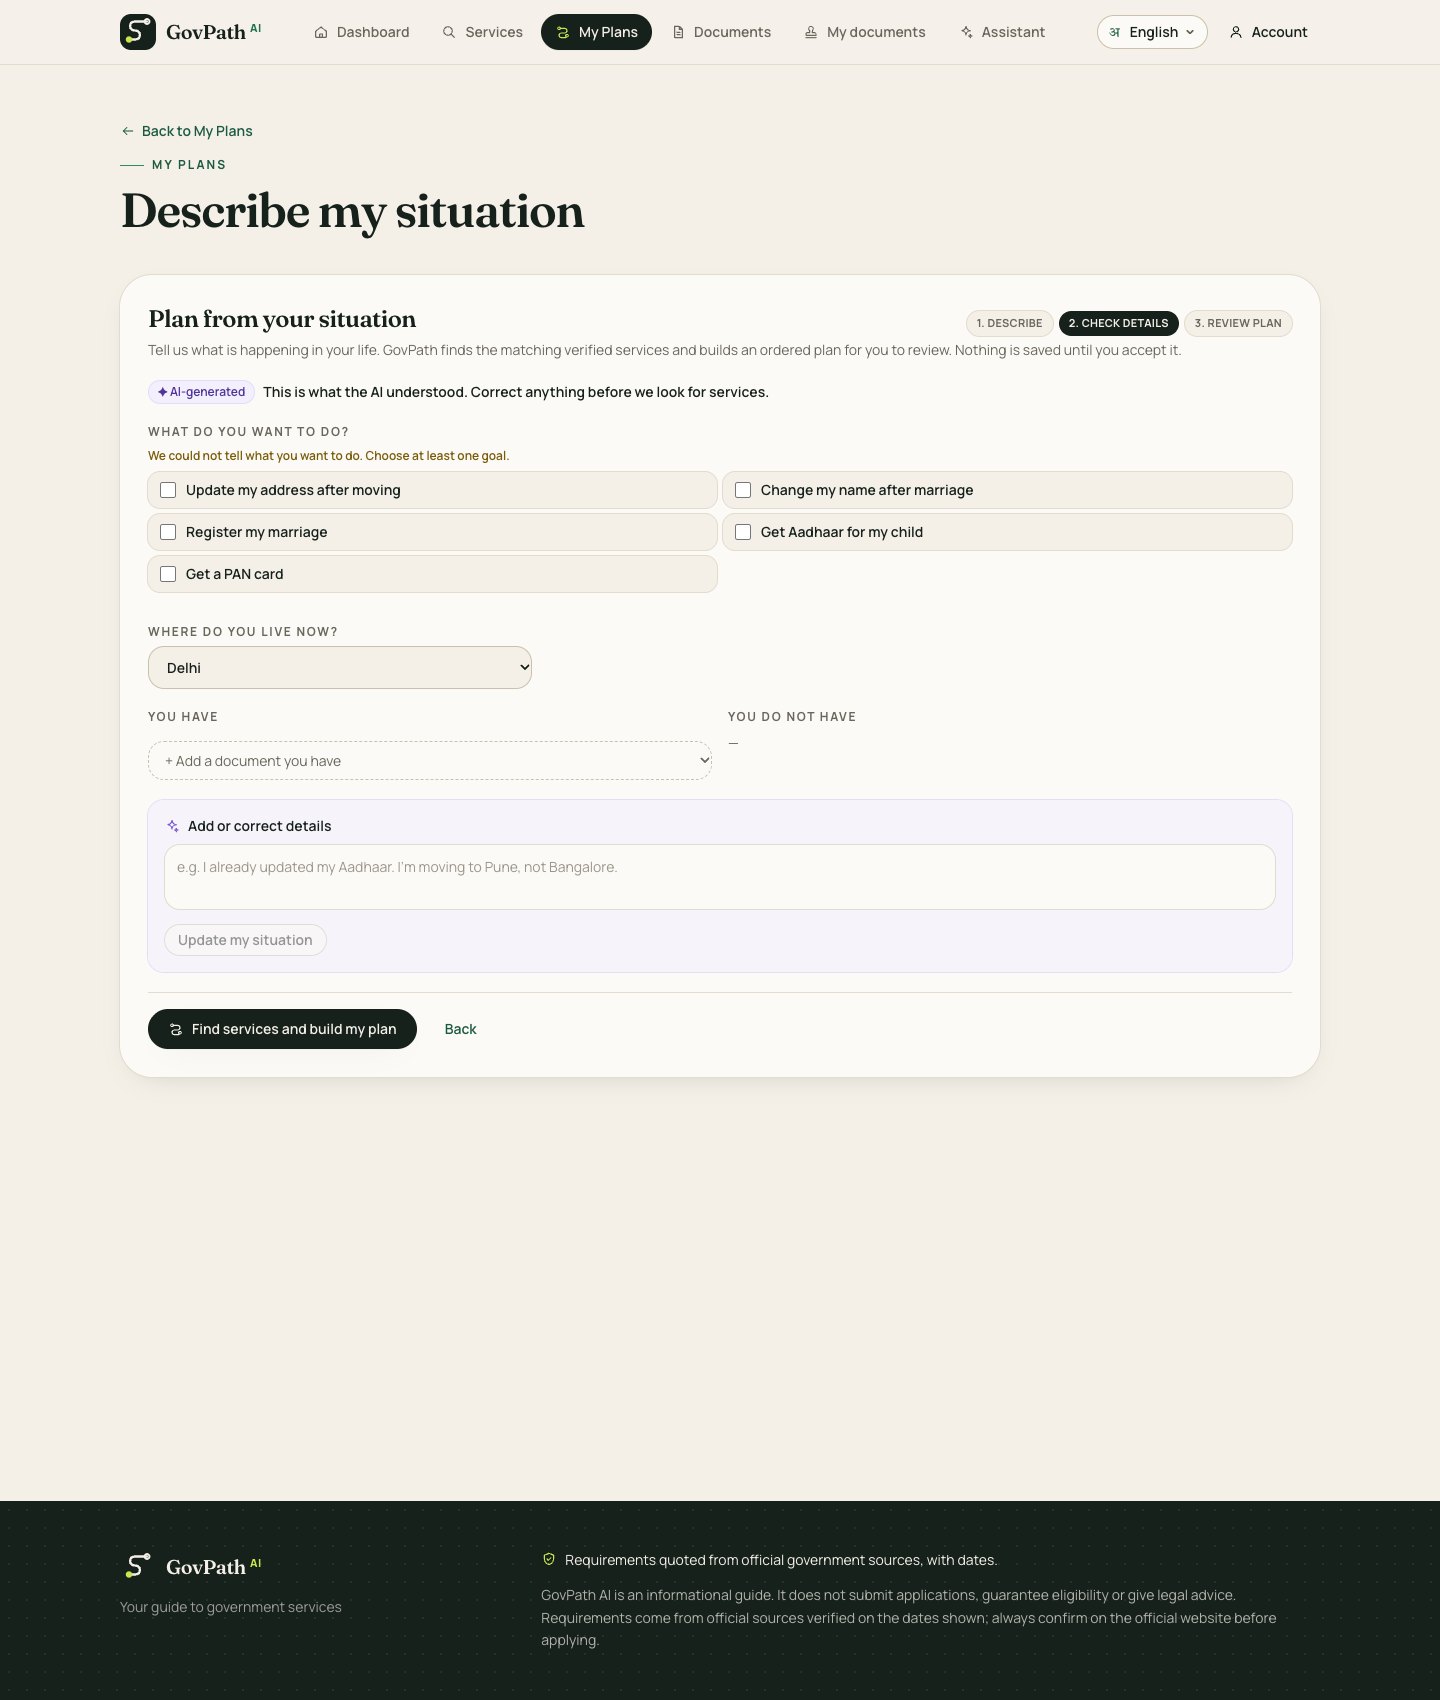 GovPath AI
Dashboard
Services
My Plans
Documents
My documents
Assistant
अ English
Account
Back to My Plans
MY PLANS
Describe my situation
Plan from your situation
1. DESCRIBE
2. CHECK DETAILS
3. REVIEW PLAN
Tell us what is happening in your life. GovPath finds the matching verified services and builds an ordered plan for you to review. Nothing is saved until you accept it.
AI-generated
This is what the AI understood. Correct anything before we look for services.
WHAT DO YOU WANT TO DO?
We could not tell what you want to do. Choose at least one goal.
Update my address after moving
Change my name after marriage
Register my marriage
Get Aadhaar for my child
Get a PAN card
WHERE DO YOU LIVE NOW?
Delhi
YOU HAVE
YOU DO NOT HAVE
+ Add a document you have
—
Add or correct details
e.g. I already updated my Aadhaar. I'm moving to Pune, not Bangalore.
Update my situation
Find services and build my plan
Back
GovPath AI
Your guide to government services
Requirements quoted from official government sources, with dates.
GovPath AI is an informational guide. It does not submit applications, guarantee eligibility or give legal advice.
Requirements come from official sources verified on the dates shown; always confirm on the official website before
applying.